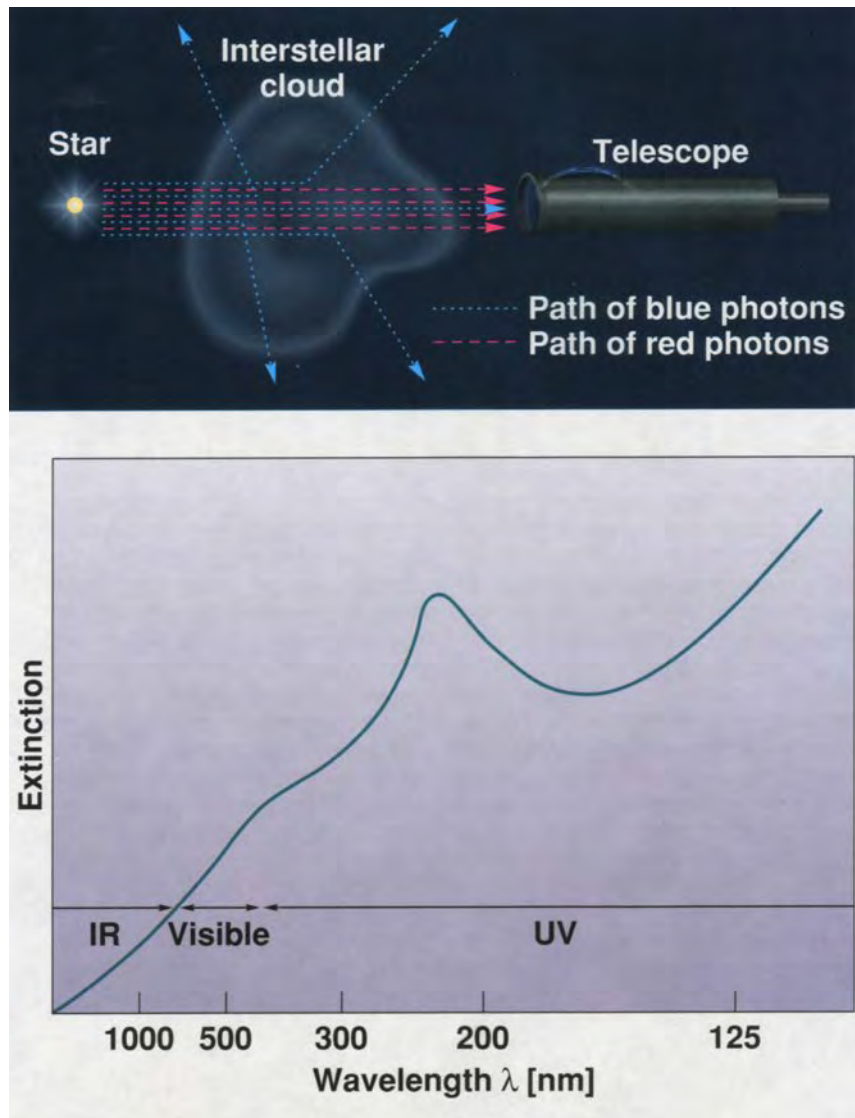 Interstellar
cloud
Star
Telescope
Path of blue photons
Path of red photons
Extinction
IR
Visible
UV
1000
500
300
200
125
Wavelength λ [nm]